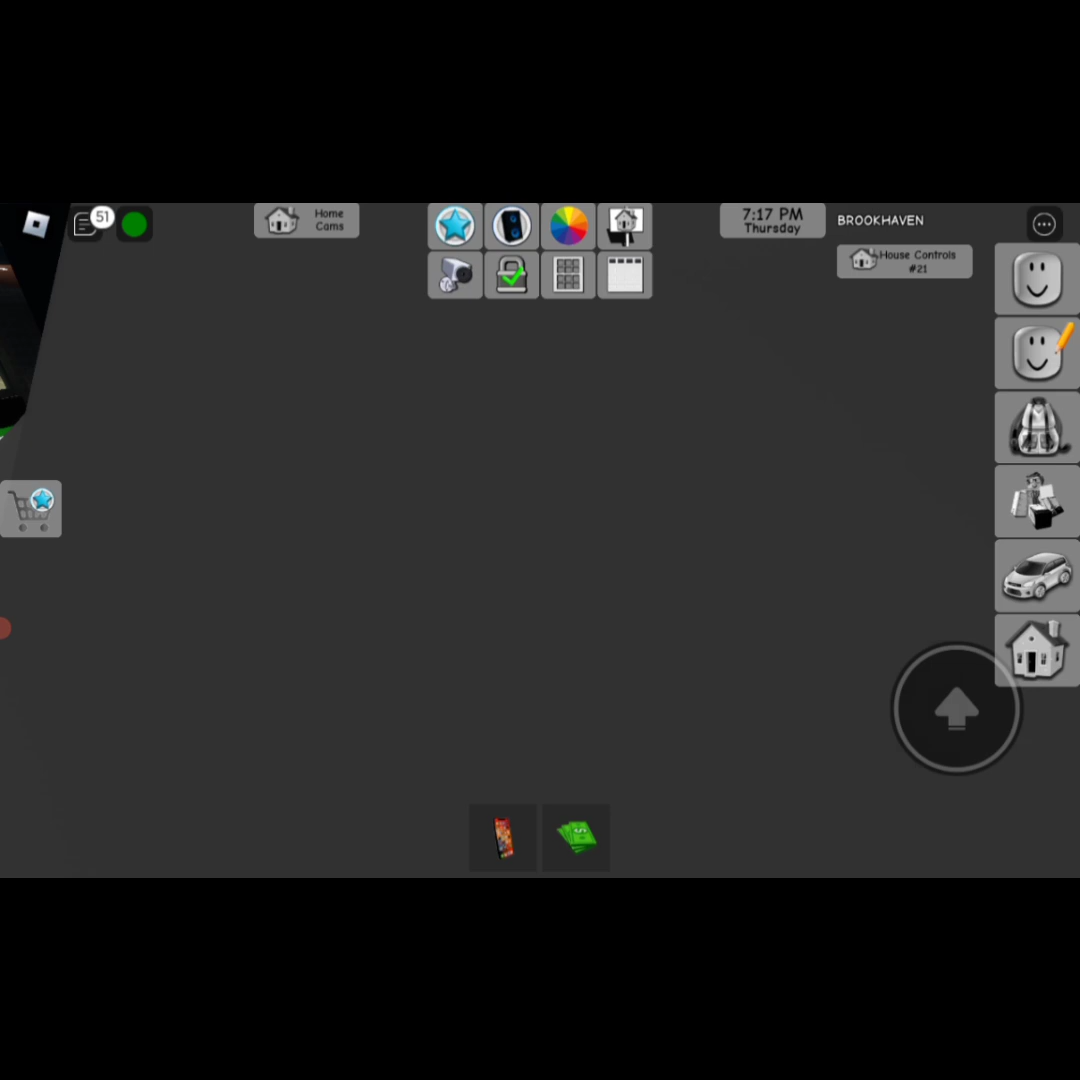 51
Home
Cams
7:17 PM
Thursday
BROOKHAVEN
House Controls
#21